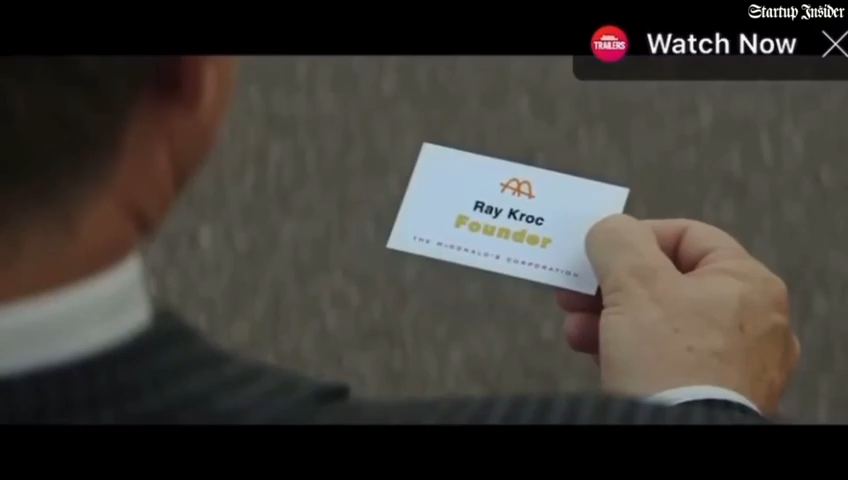 Startup Insider
TRAILERS
Watch Now
Ray Kroc
Founder
THE McDONALD'S CORPORATION